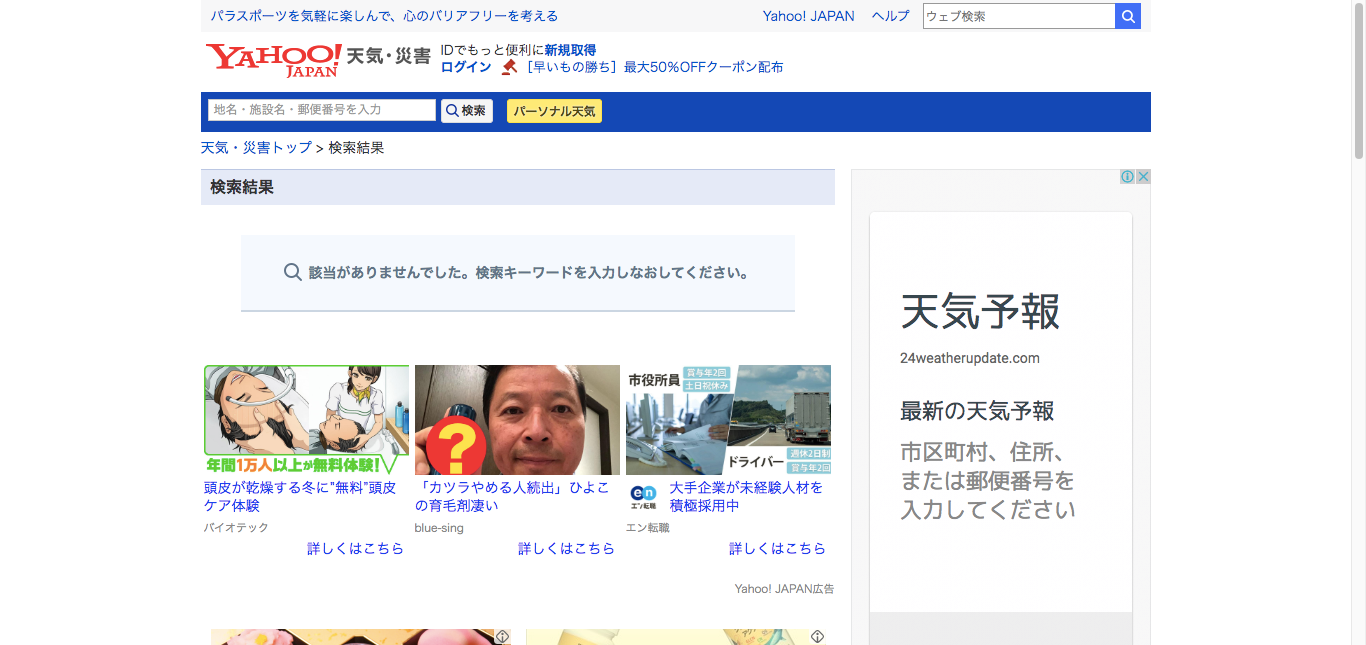 パラスポーツを気軽に楽しんで、心のバリアフリーを考える
Yahoo! JAPAN ヘルプ
ウェブ検索
YAHOO! JAPAN 天気・災害
IDでもっと便利に新規取得
ログイン [早いもの勝ち] 最大50%OFFクーポン配布
地名・施設名・郵便番号を入力
検索
パーソナル天気
天気・災害トップ > 検索結果
検索結果
該当がありませんでした。検索キーワードを入力しなおしてください。
年間1万人以上が無料体験!
頭皮が乾燥する冬に"無料"頭皮
ケア体験
バイオテック
詳しくはこちら
?
「カツラやめる人続出」ひよこ
の育毛剤凄い
blue-sing
詳しくはこちら
市役所員
賞与年2回
土日祝休み
ドライバー
週休2日制
賞与年2回
en
エン転職
大手企業が未経験人材を
積極採用中
エン転職
詳しくはこちら
Yahoo! JAPAN広告
天気予報
24weatherupdate.com
最新の天気予報
市区町村、住所、
または郵便番号を
入力してください